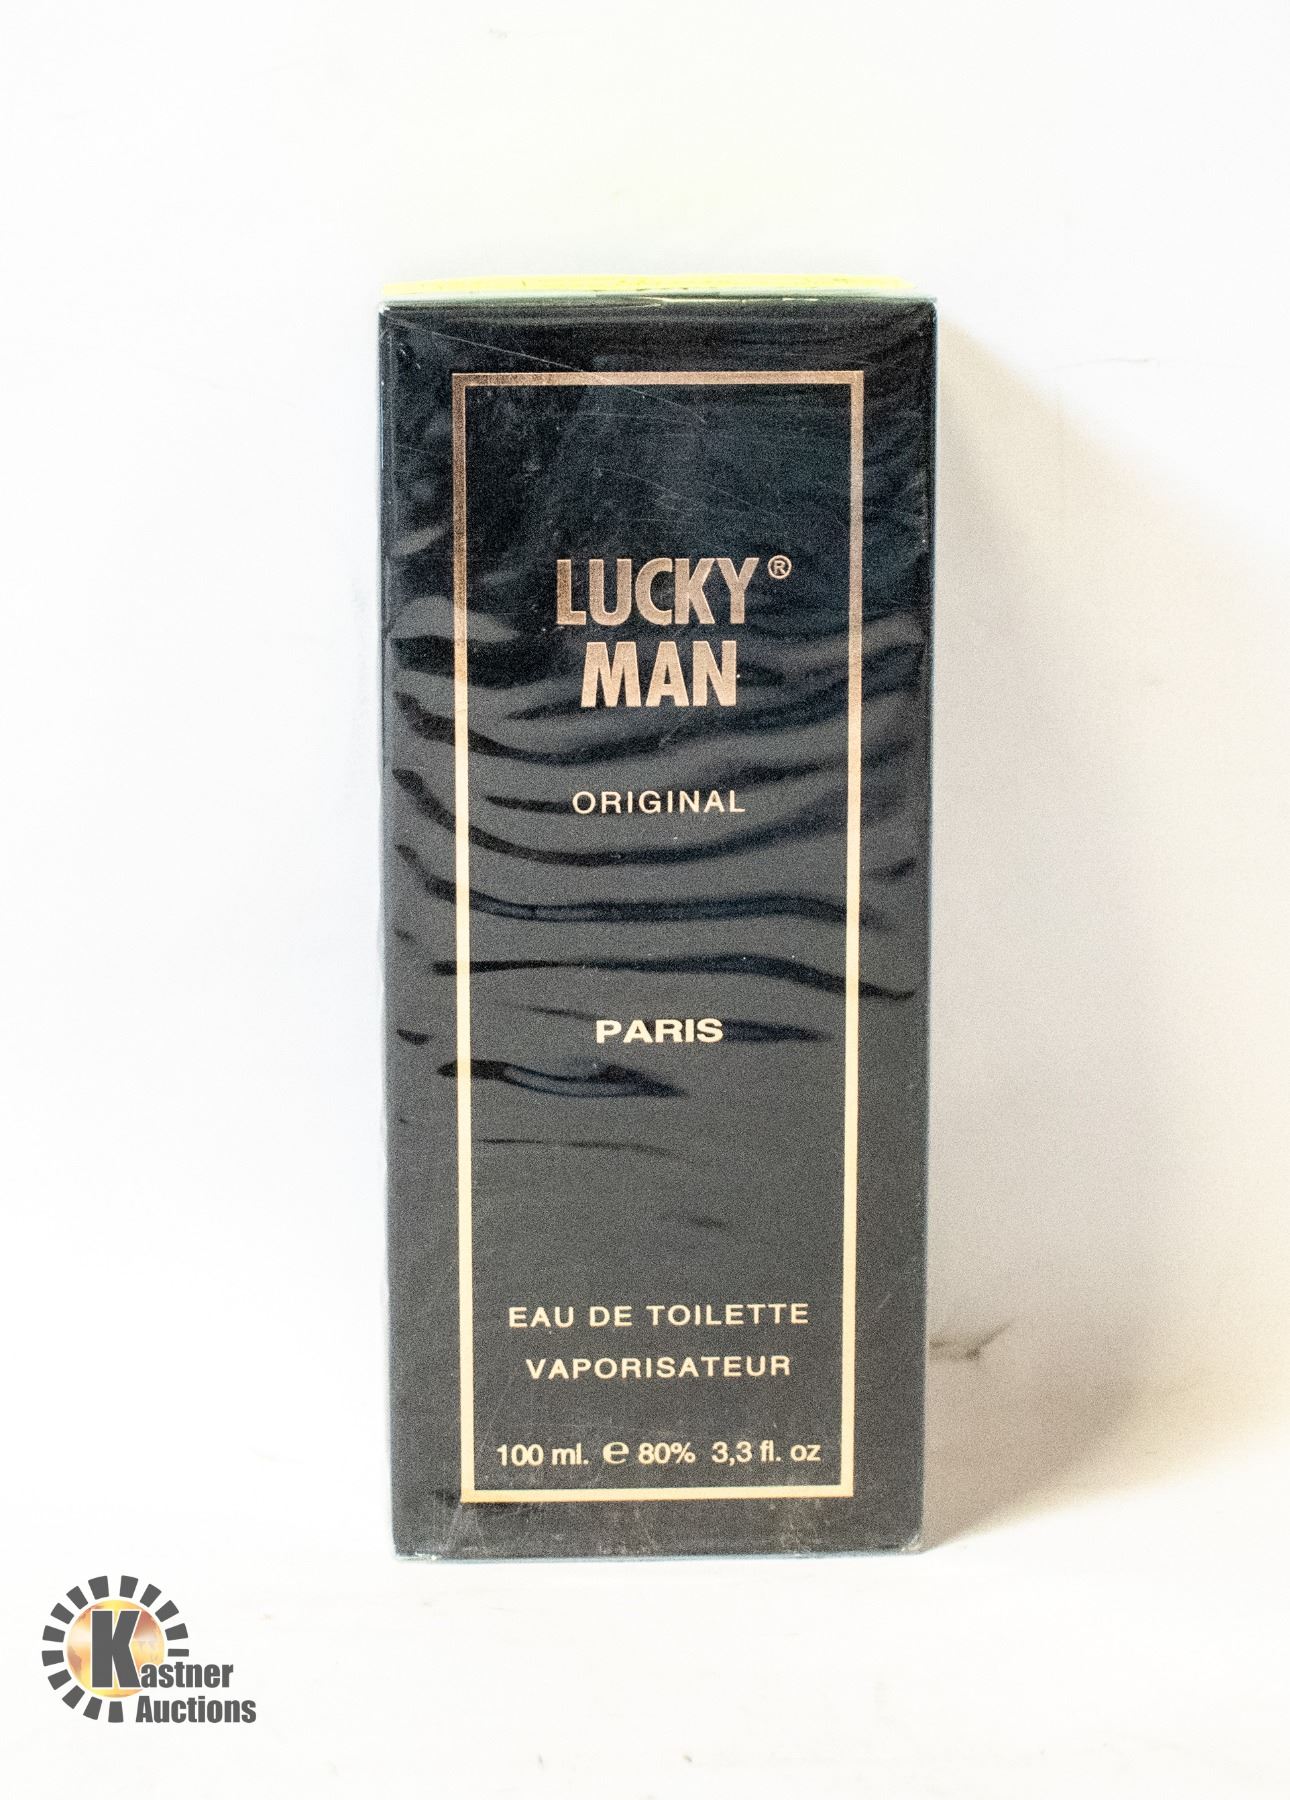 LUCKY®
MAN
ORIGINAL
PARIS
EAU DE TOILETTE
VAPORISATEUR
100 ml. ℮ 80% 3,3 fl. oz
Kastner
Auctions